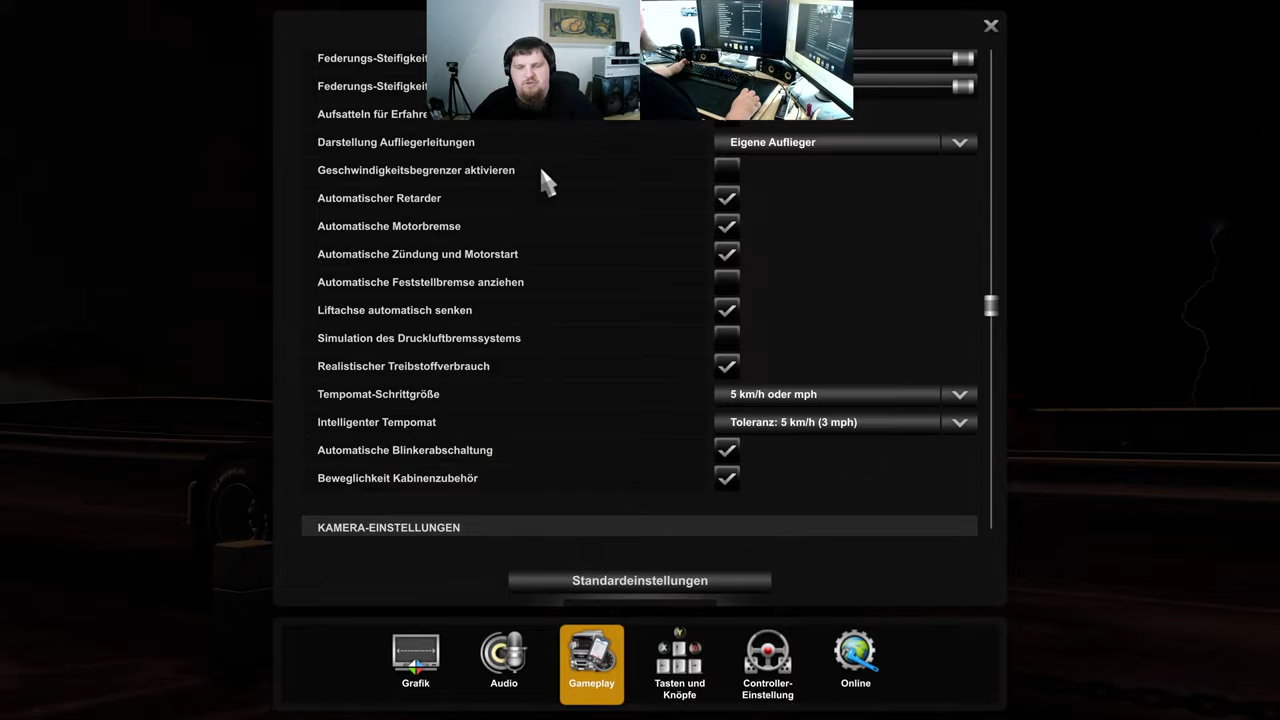 Federungs-Steifigkei
Federungs-Steifigkei
Aufsatteln für Erfahre
Darstellung Aufliegerleitungen
Eigene Auflieger
Geschwindigkeitsbegrenzer aktivieren
Automatischer Retarder
Automatische Motorbremse
Automatische Zündung und Motorstart
Automatische Feststellbremse anziehen
Liftachse automatisch senken
Simulation des Druckluftbremssystems
Realistischer Treibstoffverbrauch
Tempomat-Schrittgröße
5 km/h oder mph
Intelligenter Tempomat
Toleranz: 5 km/h (3 mph)
Automatische Blinkerabschaltung
Beweglichkeit Kabinenzubehör
KAMERA-EINSTELLUNGEN
Standardeinstellungen
Grafik
Audio
Gameplay
Tasten und
Knöpfe
Controller-
Einstellung
Online